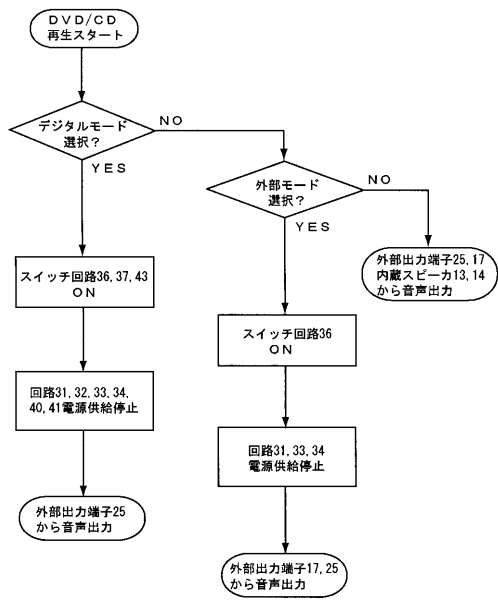 DVD/CD
再生スタート
デジタルモード
選択?
NO
YES
外部モード
選択?
NO
YES
外部出力端子25,17
内蔵スピーカ13,14
から音声出力
スイッチ回路36,37,43
ON
スイッチ回路36
ON
回路31,32,33,34,
40,41電源供給停止
回路31,33,34
電源供給停止
外部出力端子25
から音声出力
外部出力端子17,25
から音声出力